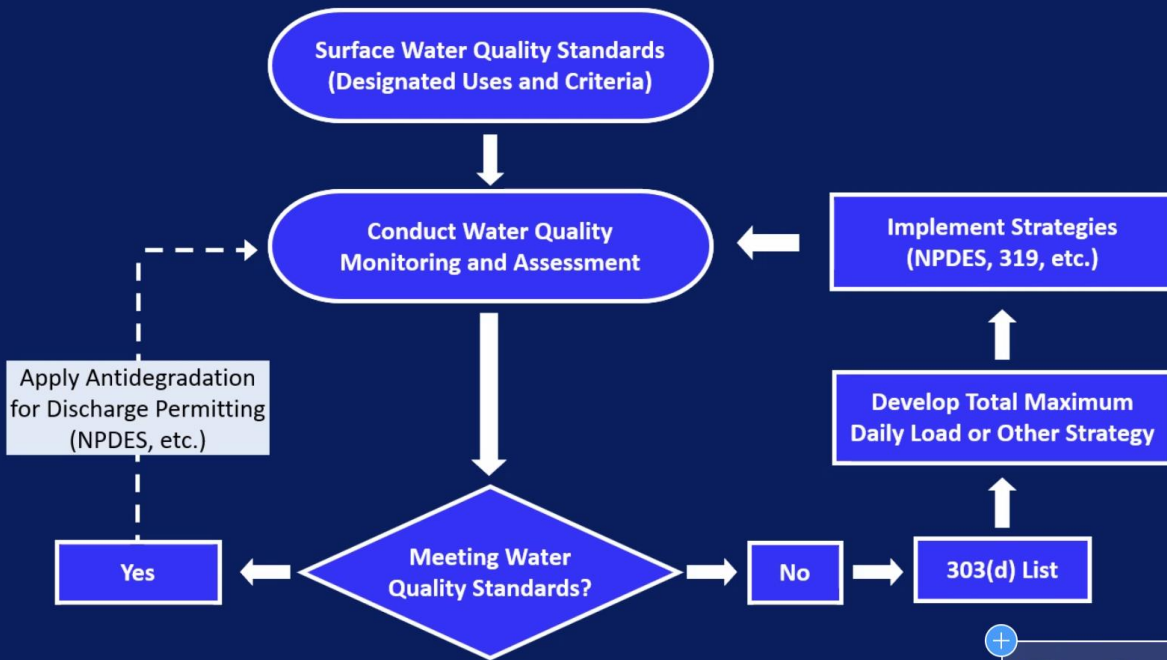 Surface Water Quality Standards
(Designated Uses and Criteria)
Conduct Water Quality
Monitoring and Assessment
Implement Strategies
(NPDES, 319, etc.)
Apply Antidegradation
for Discharge Permitting
(NPDES, etc.)
Develop Total Maximum
Daily Load or Other Strategy
Meeting Water
Quality Standards?
Yes
No
303(d) List